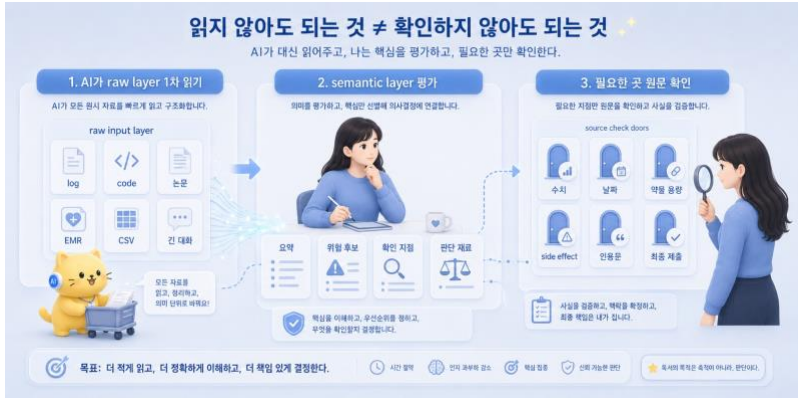 읽지 않아도 되는 것 ≠ 확인하지 않아도 되는 것
AI가 대신 읽어주고, 나는 핵심을 평가하고, 필요한 곳만 확인한다.
1. AI가 raw layer 1차 읽기
AI가 모든 원시 자료를 빠르게 읽고 구조화합니다.
raw input layer
log
code
논문
EMR
CSV
긴 대화
AI
모든 자료를
읽고, 정리하고,
의미 단위로 바꿔요!
2. semantic layer 평가
의미를 평가하고, 핵심만 선별해 의사결정에 연결합니다.
요약
위험 후보
확인 지점
판단 재료
핵심을 이해하고, 우선순위를 정하고,
무엇을 확인할지 결정합니다.
3. 필요한 곳 원문 확인
필요한 지점만 원문을 확인하고 사실을 검증합니다.
source check doors
수치
날짜
약물 용량
side effect
인용문
최종 제출
사실을 검증하고, 맥락을 확정하고,
최종 책임은 내가 집니다.
목표: 더 적게 읽고, 더 정확하게 이해하고, 더 책임 있게 결정한다.
시간 절약
인지 과부하 감소
핵심 집중
신뢰 가능한 판단
독서의 목적은 축적이 아니라, 판단이다.